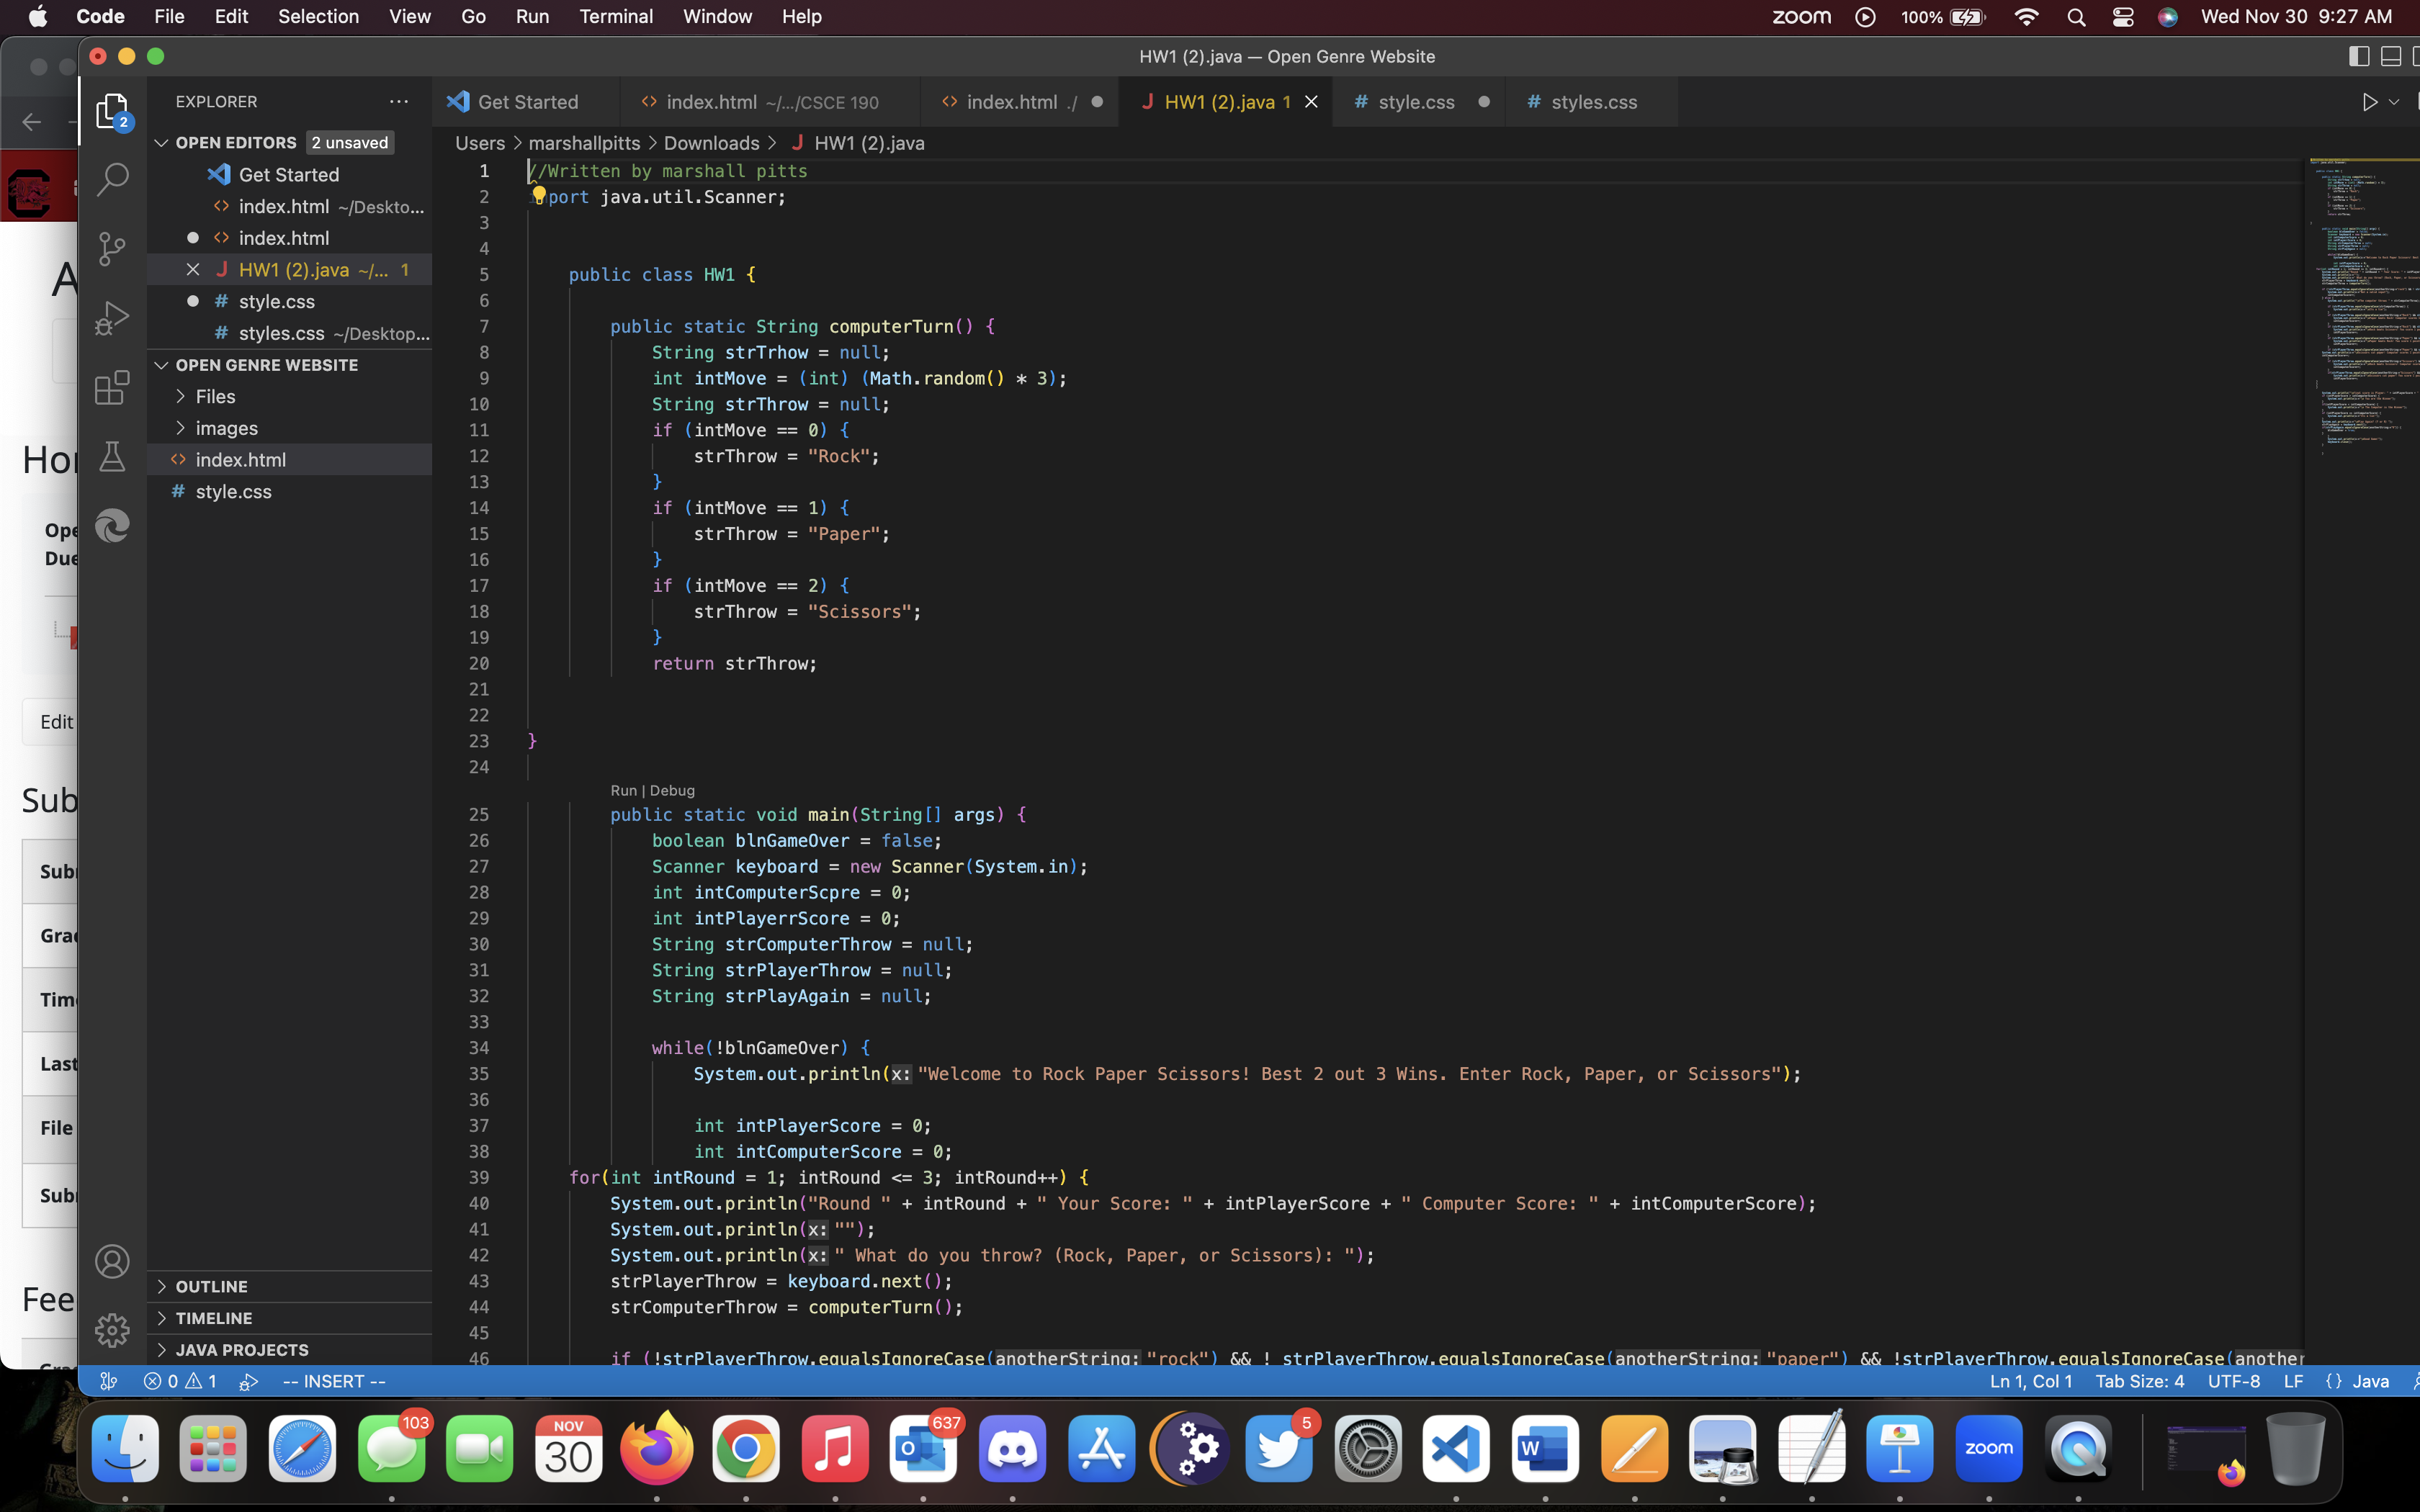 Code File Edit Selection View Go Run Terminal Window Help
zoom 100% Wed Nov 30 9:27 AM
HW1 (2).java — Open Genre Website
EXPLORER ···
Get Started
index.html ~/.../CSCE 190
index.html ./
J HW1 (2).java 1
# style.css
# styles.css
2
OPEN EDITORS 2 unsaved
Get Started
index.html ~/Deskto...
index.html
J HW1 (2).java ~/... 1
# style.css
# styles.css ~/Desktop...
OPEN GENRE WEBSITE
Files
images
index.html
# style.css
OUTLINE
TIMELINE
JAVA PROJECTS
Users > marshallpitts > Downloads > J HW1 (2).java
1 //Written by marshall pitts
2 port java.util.Scanner;
3
4
5 public class HW1 {
6
7 public static String computerTurn() {
8 String strTrhow = null;
9 int intMove = (int) (Math.random() * 3);
10 String strThrow = null;
11 if (intMove == 0) {
12 strThrow = "Rock";
13 }
14 if (intMove == 1) {
15 strThrow = "Paper";
16 }
17 if (intMove == 2) {
18 strThrow = "Scissors";
19 }
20 return strThrow;
21
22
23 }
24
Run | Debug
25 public static void main(String[] args) {
26 boolean blnGameOver = false;
27 Scanner keyboard = new Scanner(System.in);
28 int intComputerScpre = 0;
29 int intPlayerrScore = 0;
30 String strComputerThrow = null;
31 String strPlayerThrow = null;
32 String strPlayAgain = null;
33
34 while(!blnGameOver) {
35 System.out.println(x: "Welcome to Rock Paper Scissors! Best 2 out 3 Wins. Enter Rock, Paper, or Scissors");
36
37 int intPlayerScore = 0;
38 int intComputerScore = 0;
39 for(int intRound = 1; intRound <= 3; intRound++) {
40 System.out.println("Round " + intRound + " Your Score: " + intPlayerScore + " Computer Score: " + intComputerScore);
41 System.out.println(x: "");
42 System.out.println(x: " What do you throw? (Rock, Paper, or Scissors): ");
43 strPlayerThrow = keyboard.next();
44 strComputerThrow = computerTurn();
45
46 if (!strPlayerThrow.equalsIgnoreCase(anotherString: "rock") && ! strPlayerThrow.equalsIgnoreCase(anotherString: "paper") && !strPlayerThrow.equalsIgnoreCase(another
0 1 -- INSERT --
Ln 1, Col 1 Tab Size: 4 UTF-8 LF {} Java
A
Hor
Ope
Due
Edit
Sub
Sub
Grad
Time
Last
File
Sub
Fee
103
NOV
30
637
5
W
zoom